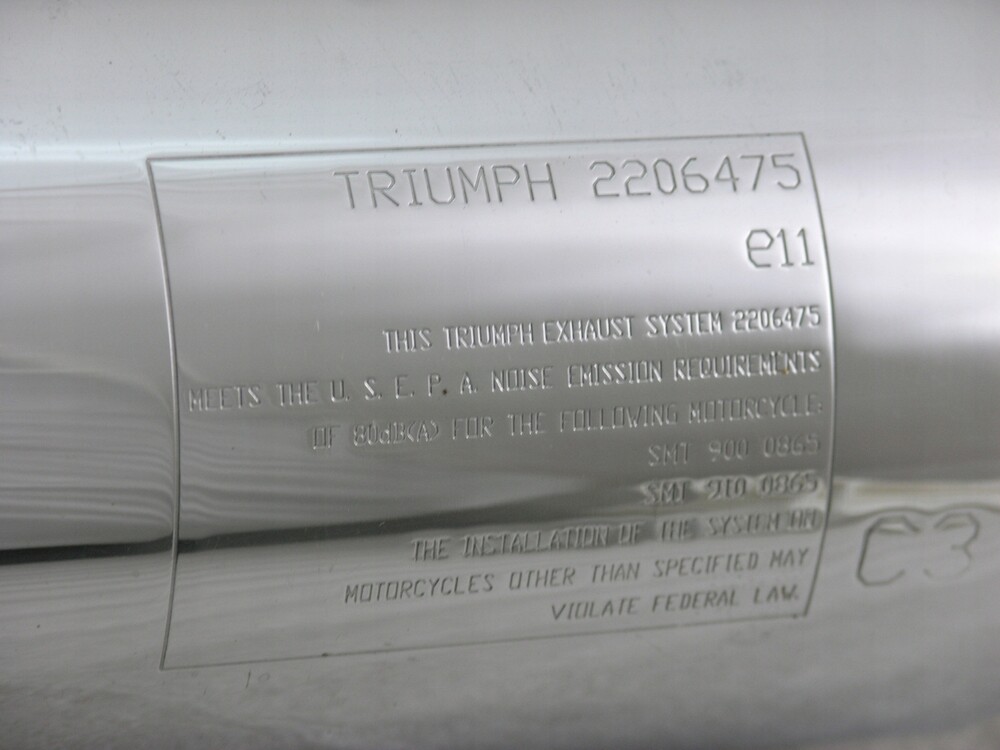 TRIUMPH 2206475
e11
THIS TRIUMPH EXHAUST SYSTEM 2206475
MEETS THE U. S. E. P. A. NOISE EMISSION REQUIREMENTS
OF 80dB(A) FOR THE FOLLOWING MOTORCYCLE:
SMT 900 0865
SMT 910 0865
THE INSTALLATION OF THE SYSTEM ON
MOTORCYCLES OTHER THAN SPECIFIED MAY
VIOLATE FEDERAL LAW.
C3